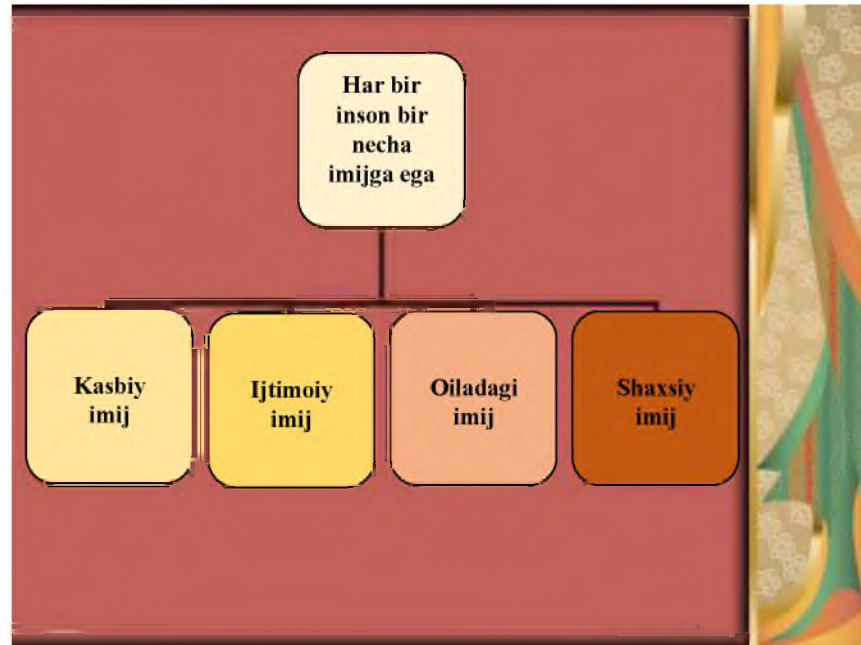 Har bir
inson bir
necha
imijga ega
Kasbiy
imij
Ijtimoiy
imij
Oiladagi
imij
Shaxsiy
imij